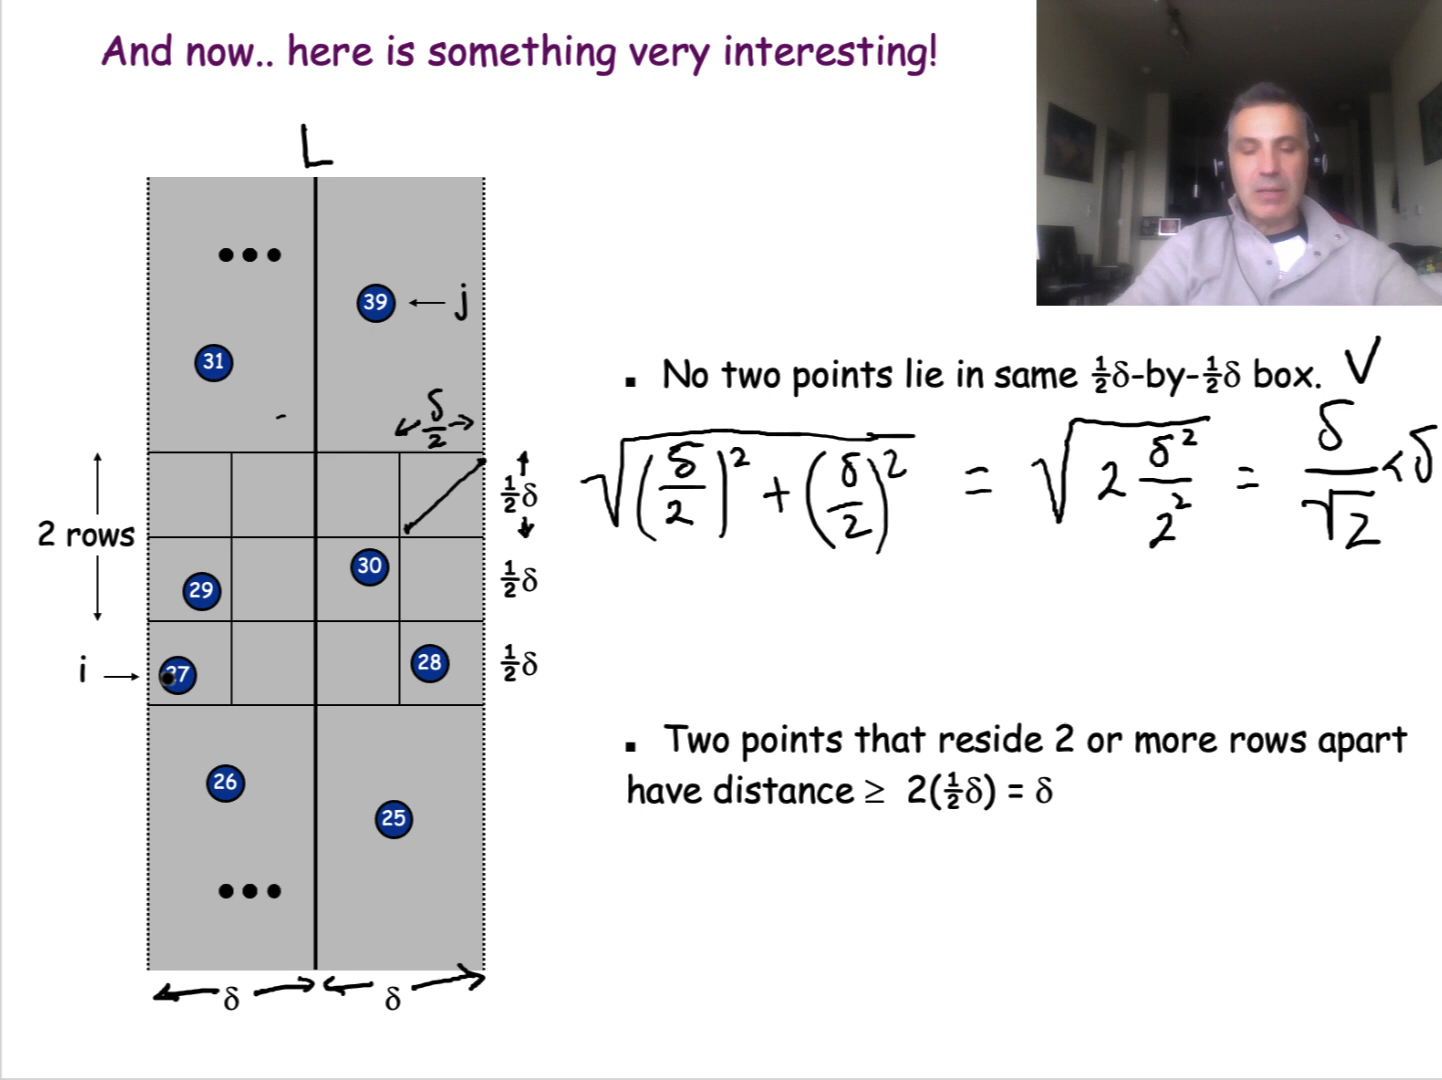 And now.. here is something very interesting!
L
39 ← j
31
δ/2
2 rows
½δ
½δ
½δ
29
30
i → 27
28
26
25
δ δ
▪ No two points lie in same ½δ-by-½δ box. V
√((δ/2)² + (δ/2)²) = √(2 δ²/2²) = δ/√2 < δ
▪ Two points that reside 2 or more rows apart
have distance ≥ 2(½δ) = δ